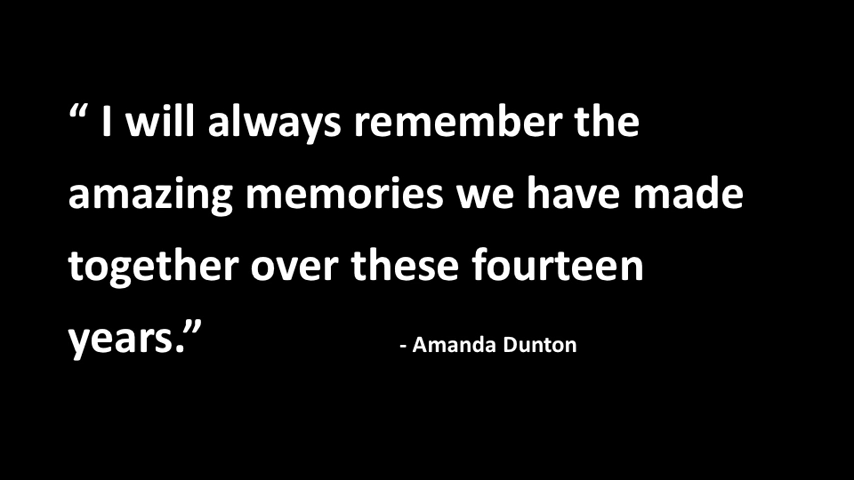 “ I will always remember the
amazing memories we have made
together over these fourteen
years.” - Amanda Dunton